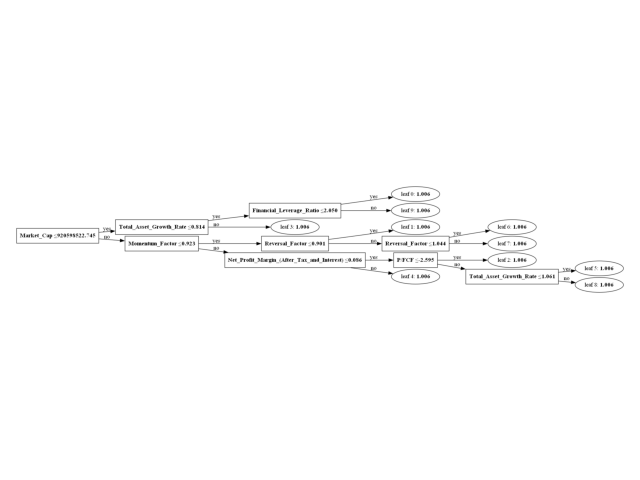 leaf 0: 1.006
yes
Financial_Leverage_Ratio ≤2.050
no
leaf 9: 1.006
yes
Total_Asset_Growth_Rate ≤0.814
no
leaf 3: 1.006
leaf 1: 1.006
yes
leaf 6: 1.006
yes
Market_Cap ≤920598522.745
yes
no
Momentum_Factor ≤0.923
yes
Reversal_Factor ≤0.901
no
Reversal_Factor ≤1.044
no
leaf 7: 1.006
no
Net_Profit_Margin_(After_Tax_and_Interest) ≤0.086
yes
P/FCF ≤-2.595
yes
leaf 2: 1.006
no
leaf 4: 1.006
no
Total_Asset_Growth_Rate ≤1.061
yes
leaf 5: 1.006
no
leaf 8: 1.006